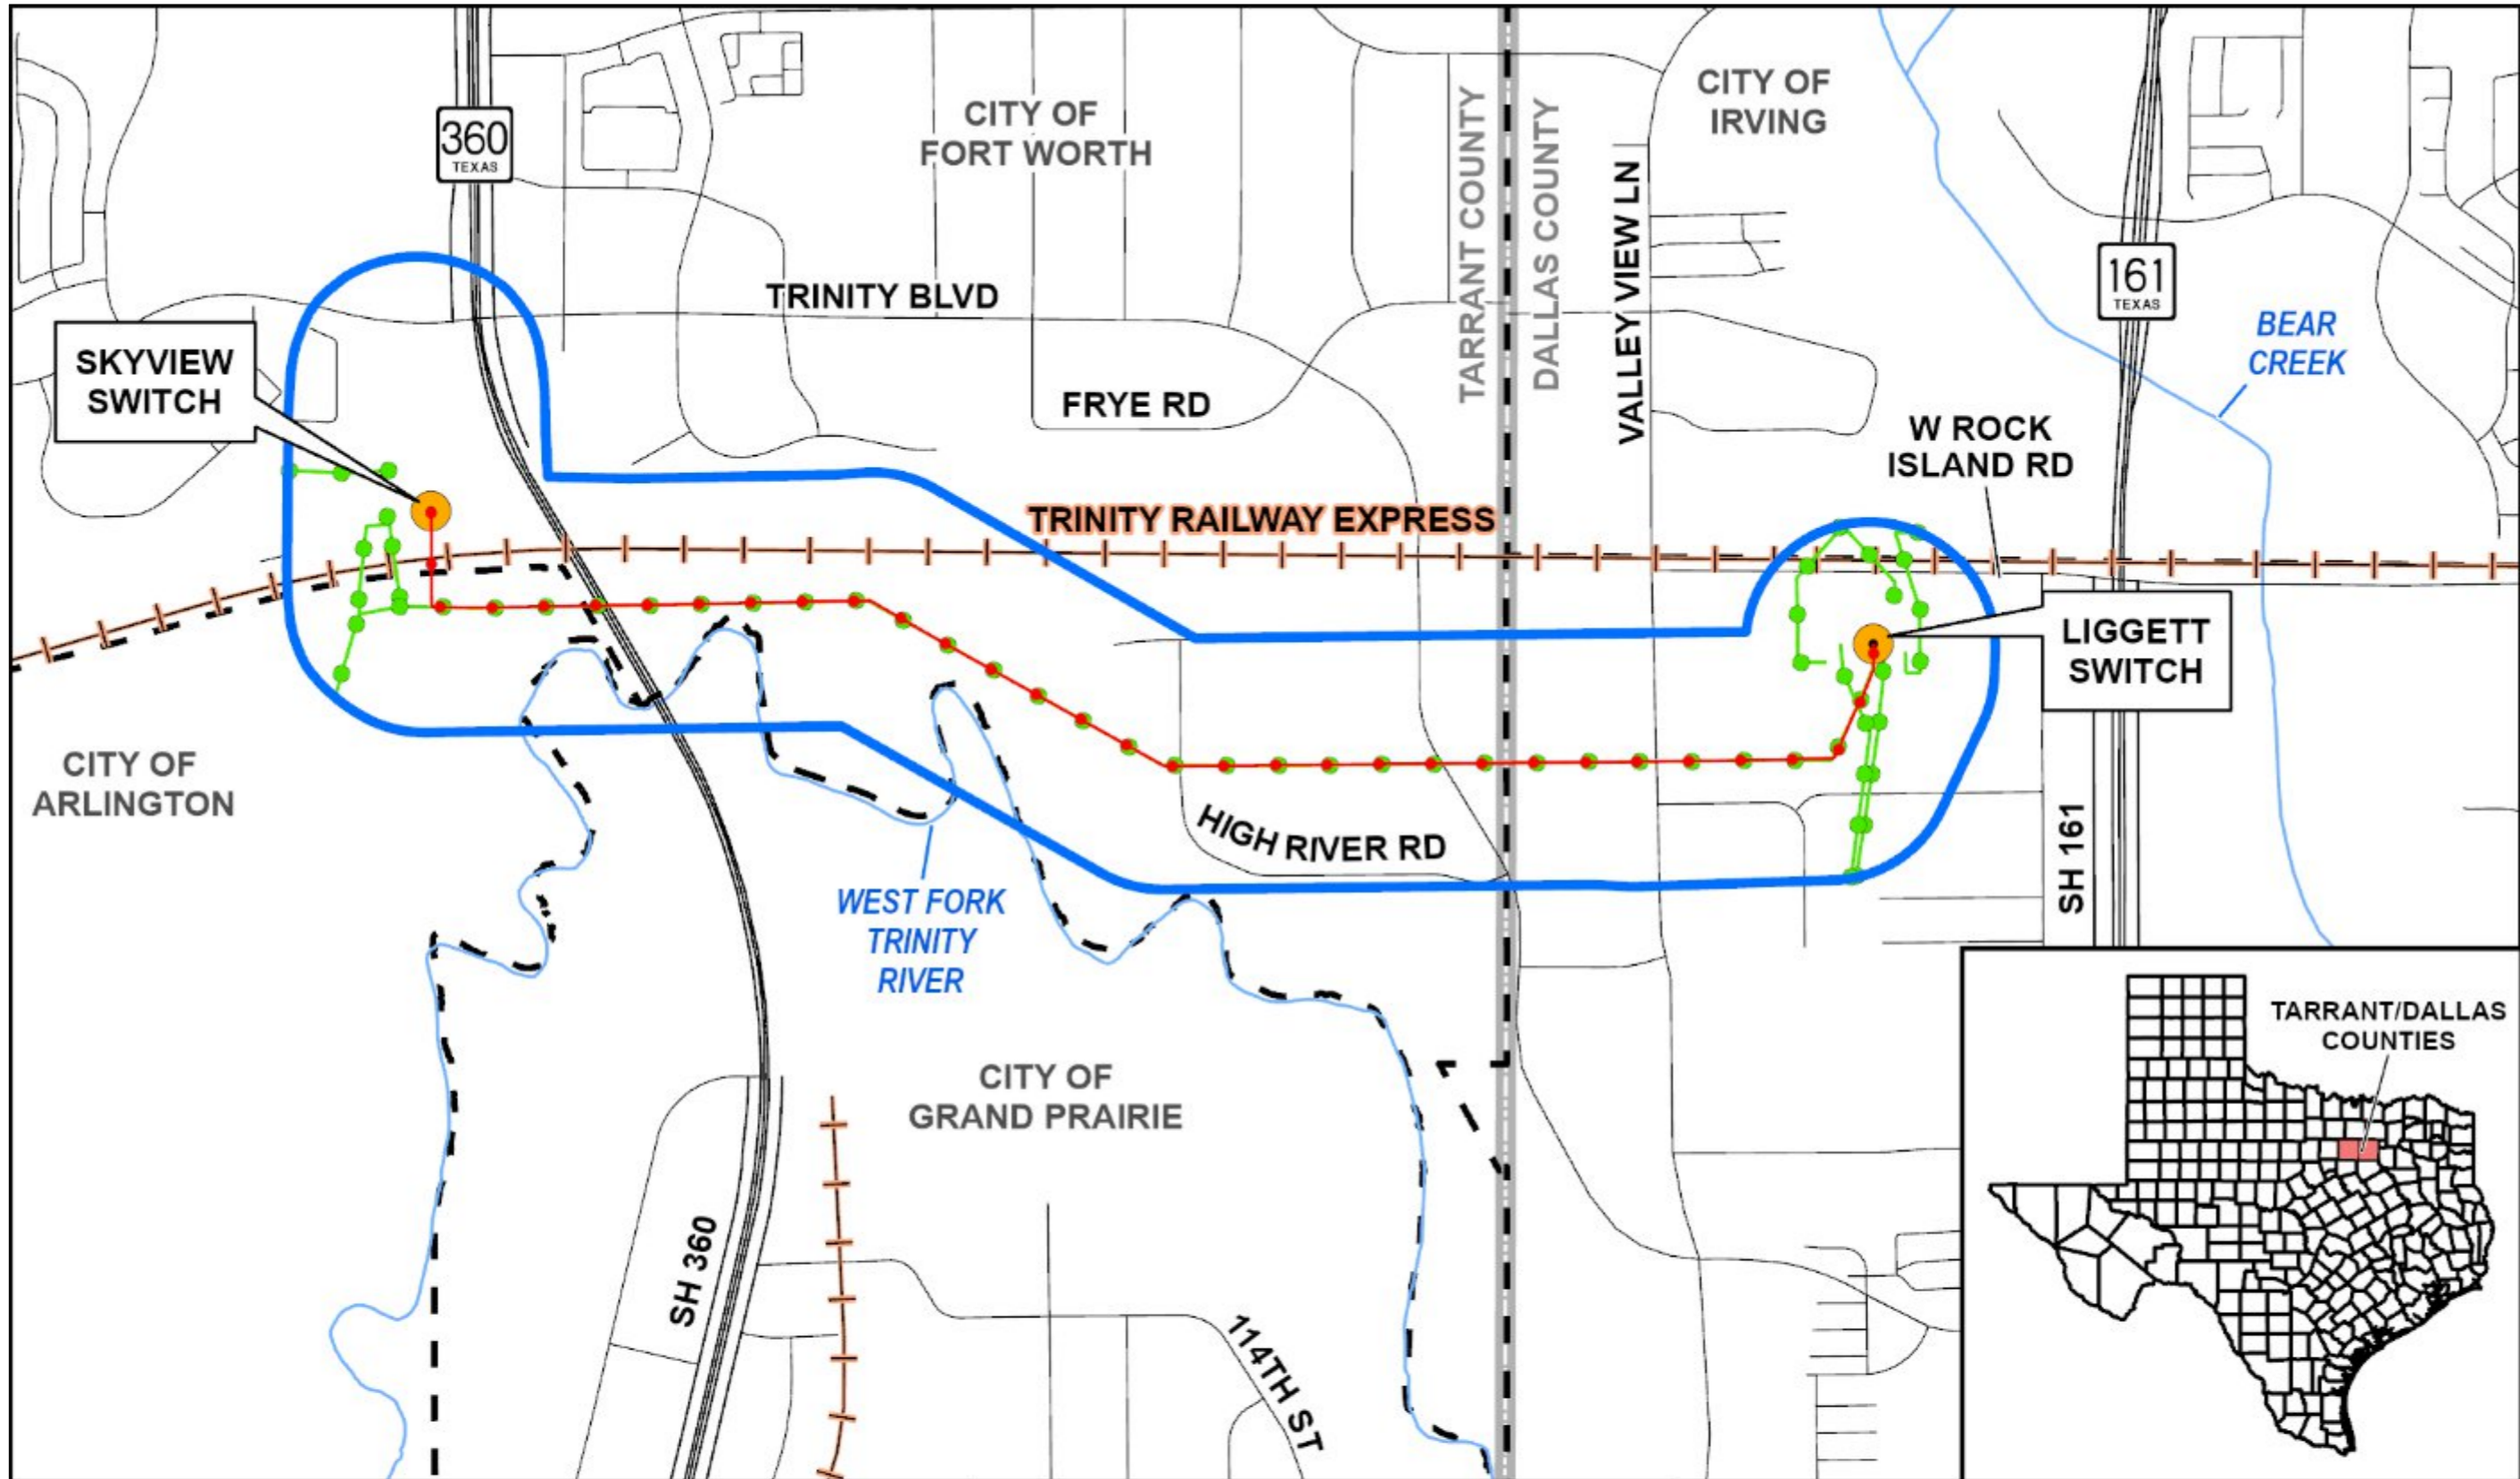 360
TEXAS
CITY OF
FORT WORTH
TARRANT COUNTY
DALLAS COUNTY
CITY OF
IRVING
VALLEY VIEW LN
161
TEXAS
TRINITY BLVD
BEAR
CREEK
SKYVIEW
SWITCH
FRYE RD
W ROCK
ISLAND RD
TRINITY RAILWAY EXPRESS
LIGGETT
SWITCH
CITY OF
ARLINGTON
HIGH RIVER RD
SH 161
WEST FORK
TRINITY
RIVER
CITY OF
GRAND PRAIRIE
SH 360
114TH ST
TARRANT/DALLAS
COUNTIES